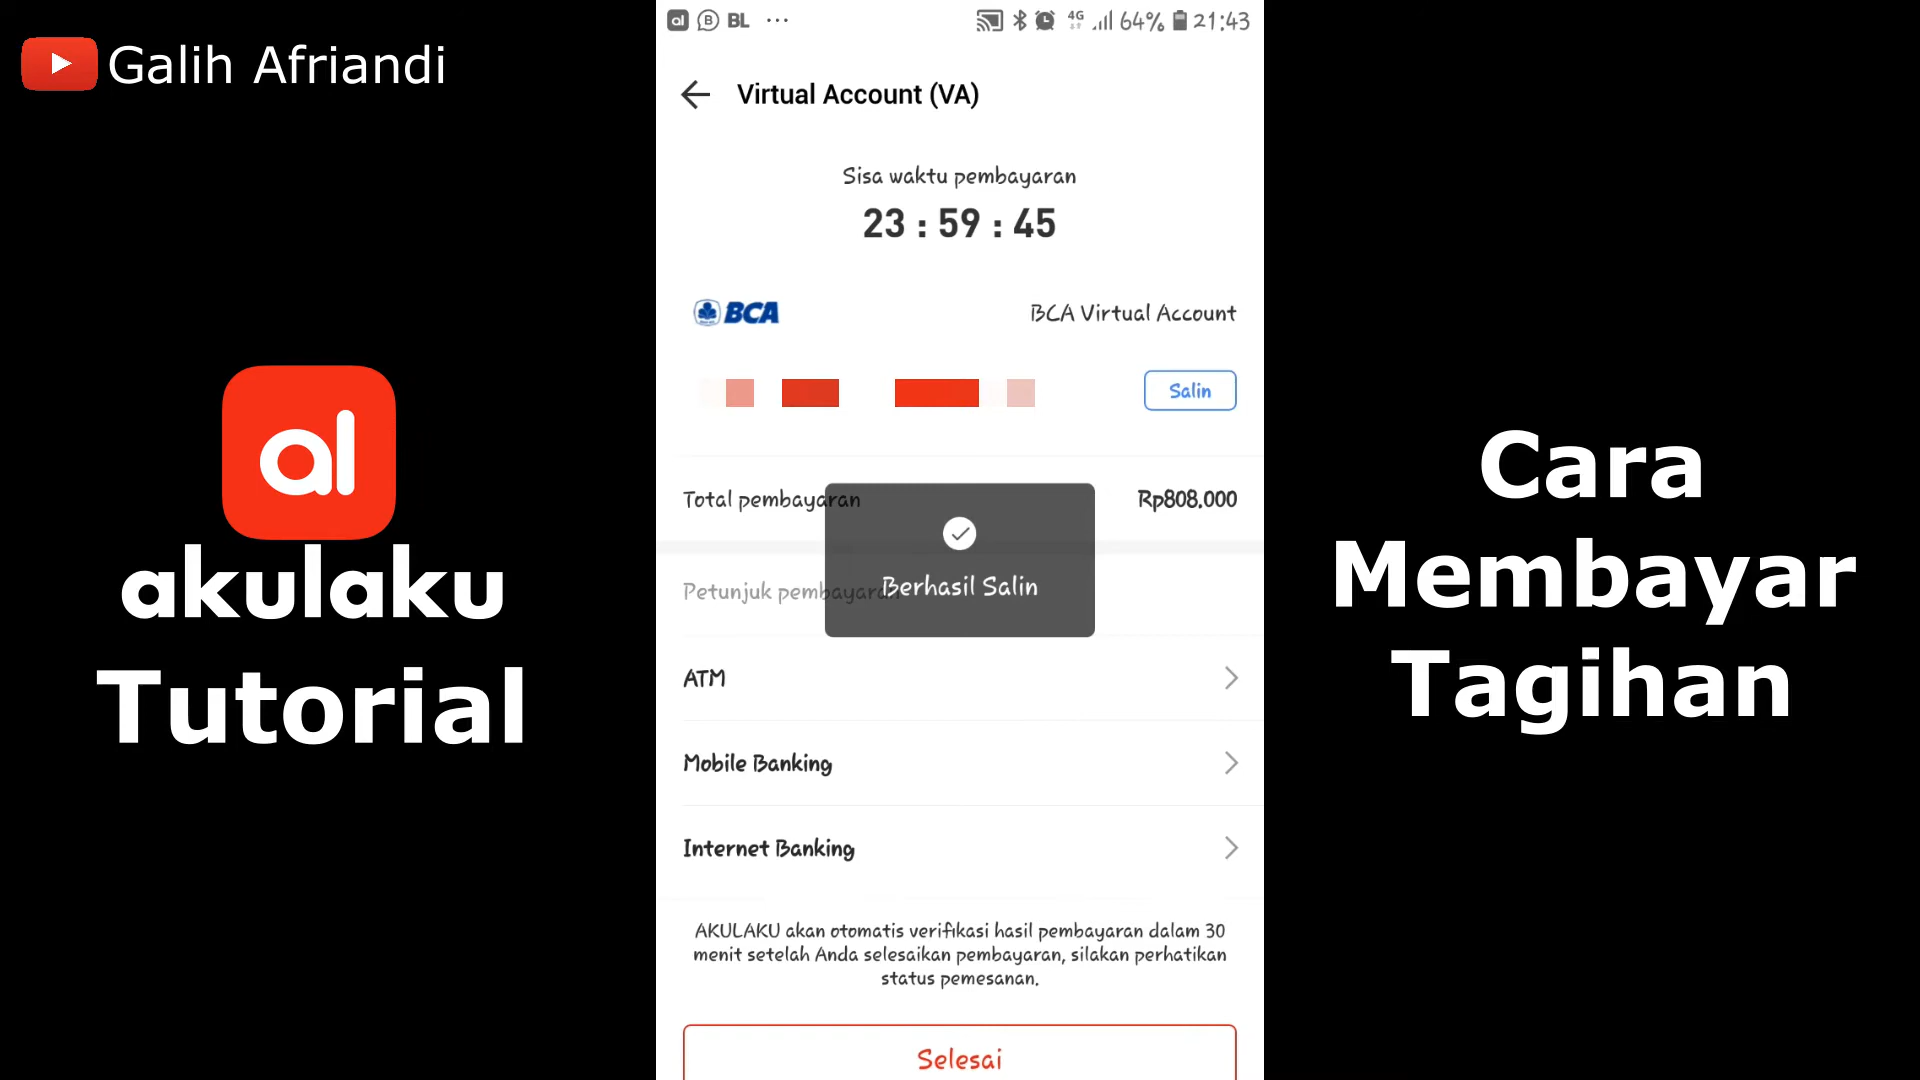 Galih Afriandi
al
akulaku
Tutorial
al B BL ...
4G 64% 21:43
Virtual Account (VA)
Sisa waktu pembayaran
23 : 59 : 45
BCA
BCA Virtual Account
Salin
Total pembayaran
Rp808.000
Berhasil Salin
Petunjuk pembayaran
ATM
Mobile Banking
Internet Banking
AKULAKU akan otomatis verifikasi hasil pembayaran dalam 30
menit setelah Anda selesaikan pembayaran, silakan perhatikan
status pemesanan.
Selesai
Cara
Membayar
Tagihan